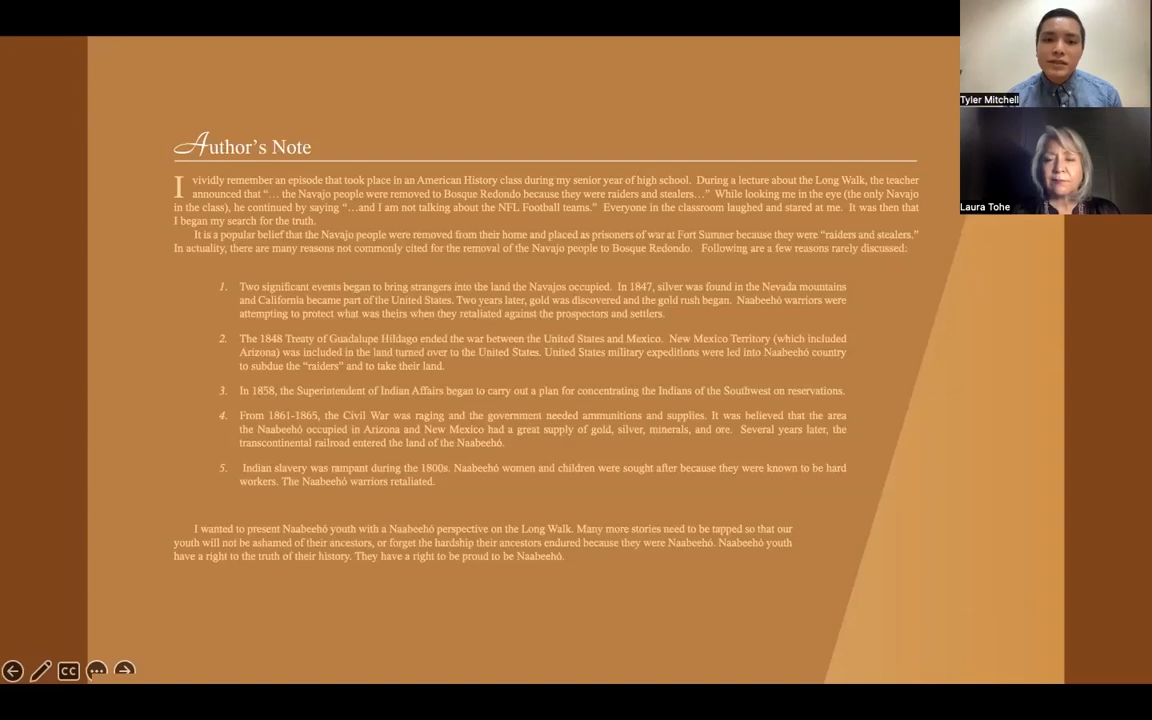 Tyler Mitchell
Laura Tohe
Author's Note
I vividly remember an episode that took place in an American History class during my senior year of high school. During a lecture about the Long Walk, the teacher
announced that "... the Navajo people were removed to Bosque Redondo because they were raiders and stealers..." While looking me in the eye (the only Navajo
in the class), he continued by saying "...and I am not talking about the NFL Football teams." Everyone in the classroom laughed and stared at me. It was then that
I began my search for the truth.
It is a popular belief that the Navajo people were removed from their home and placed as prisoners of war at Fort Sumner because they were "raiders and stealers."
In actuality, there are many reasons not commonly cited for the removal of the Navajo people to Bosque Redondo. Following are a few reasons rarely discussed:
1. Two significant events began to bring strangers into the land the Navajos occupied. In 1847, silver was found in the Nevada mountains
and California became part of the United States. Two years later, gold was discovered and the gold rush began. Naabeehó warriors were
attempting to protect what was theirs when they retaliated against the prospectors and settlers.
2. The 1848 Treaty of Guadalupe Hildago ended the war between the United States and Mexico. New Mexico Territory (which included
Arizona) was included in the land turned over to the United States. United States military expeditions were led into Naabeehó country
to subdue the "raiders" and to take their land.
3. In 1858, the Superintendent of Indian Affairs began to carry out a plan for concentrating the Indians of the Southwest on reservations.
4. From 1861-1865, the Civil War was raging and the government needed ammunitions and supplies. It was believed that the area
the Naabeehó occupied in Arizona and New Mexico had a great supply of gold, silver, minerals, and ore. Several years later, the
transcontinental railroad entered the land of the Naabeehó.
5. Indian slavery was rampant during the 1800s. Naabeehó women and children were sought after because they were known to be hard
workers. The Naabeehó warriors retaliated.
I wanted to present Naabeehó youth with a Naabeehó perspective on the Long Walk. Many more stories need to be tapped so that our
youth will not be ashamed of their ancestors, or forget the hardship their ancestors endured because they were Naabeehó. Naabeehó youth
have a right to the truth of their history. They have a right to be proud to be Naabeehó.
CC